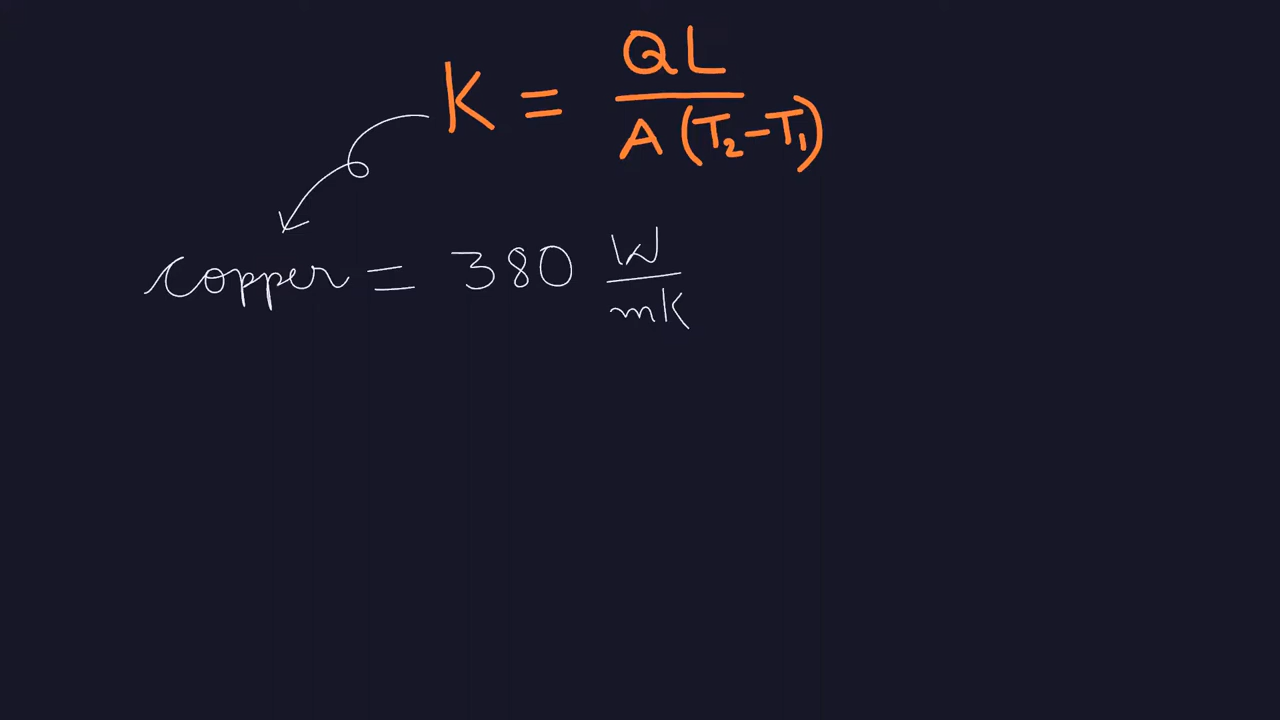 K = QL / A (T₂ - T₁)
copper = 380 W / mK